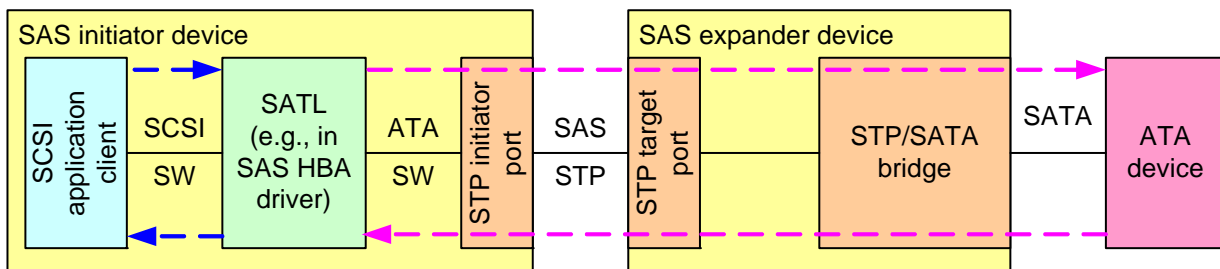 SAS initiator device
SCSI
application
client
SCSI
SW
SATL
(e.g., in
SAS HBA
driver)
ATA
SW
STP initiator
port
SAS
STP
SAS expander device
STP target
port
STP/SATA
bridge
SATA
ATA
device